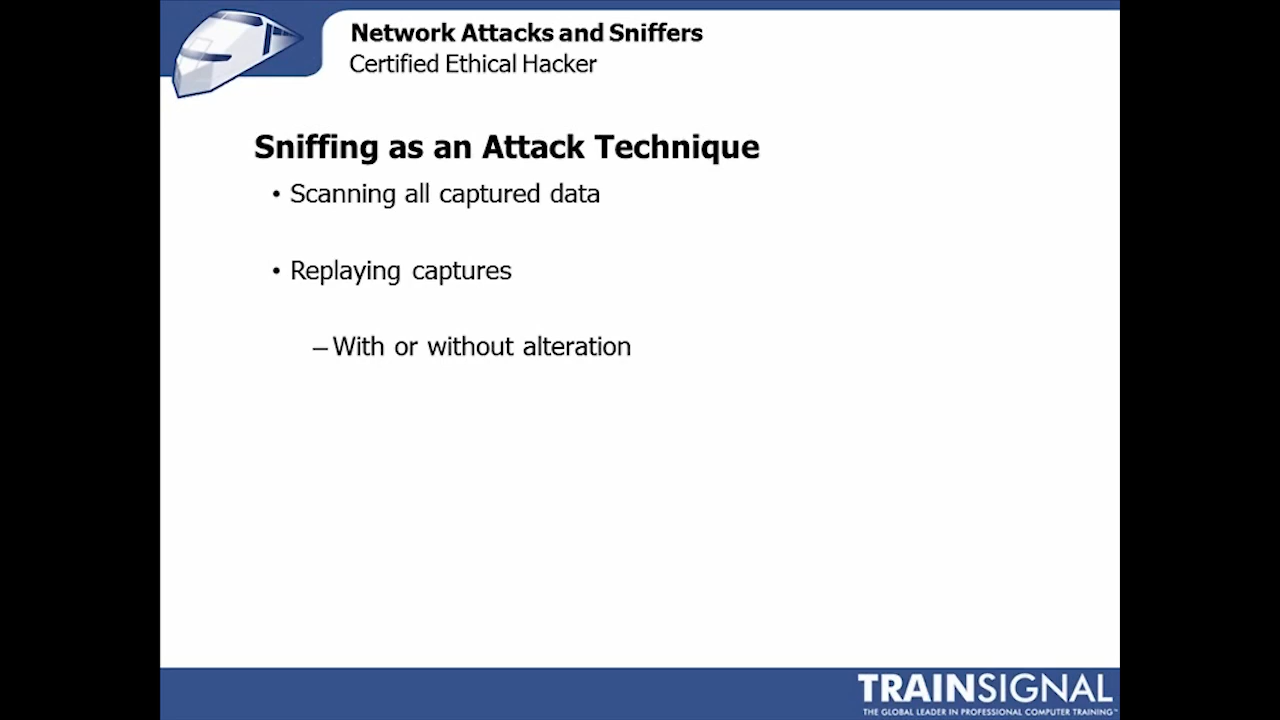 Network Attacks and Sniffers
Certified Ethical Hacker
Sniffing as an Attack Technique
• Scanning all captured data
• Replaying captures
– With or without alteration
TRAINSIGNAL
THE GLOBAL LEADER IN PROFESSIONAL COMPUTER TRAINING™